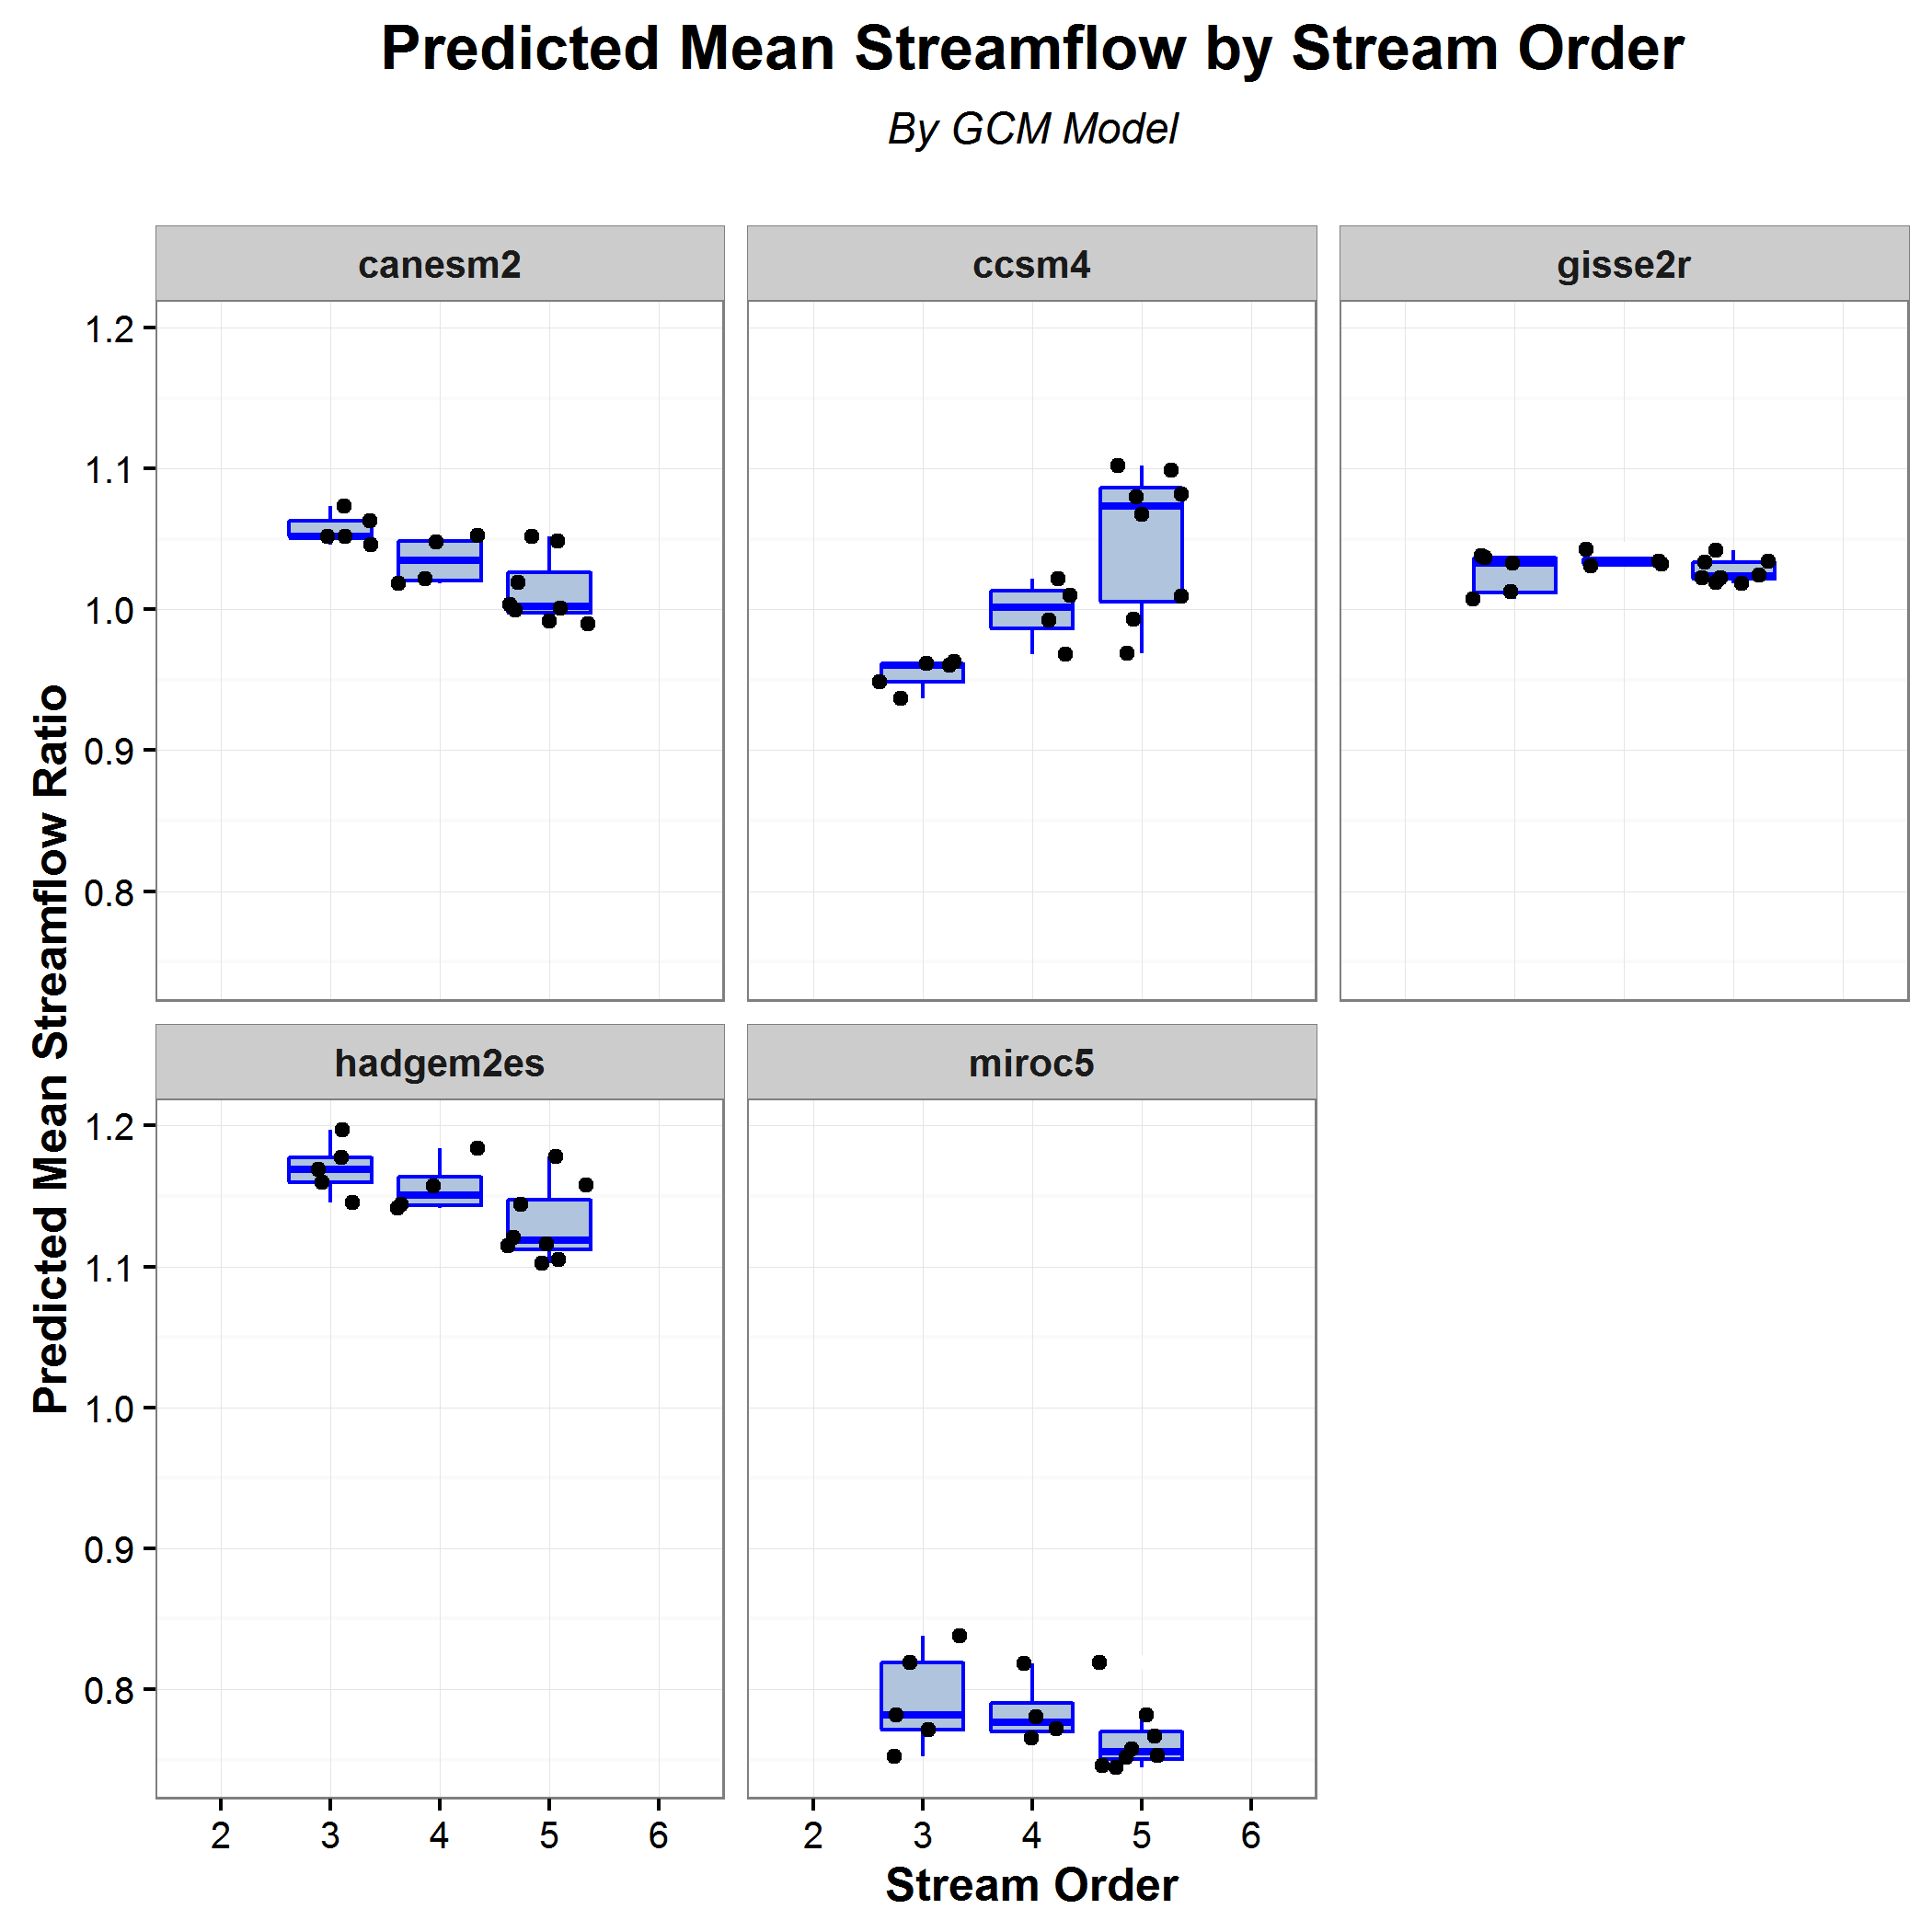 Predicted Mean Streamflow by Stream Order
By GCM Model
canesm2
ccsm4
gisse2r
1.2
1.1
1.0
0.9
0.8
Predicted Mean Streamflow Ratio
hadgem2es
miroc5
1.2
1.1
1.0
0.9
0.8
2 3 4 5 6
2 3 4 5 6
Stream Order